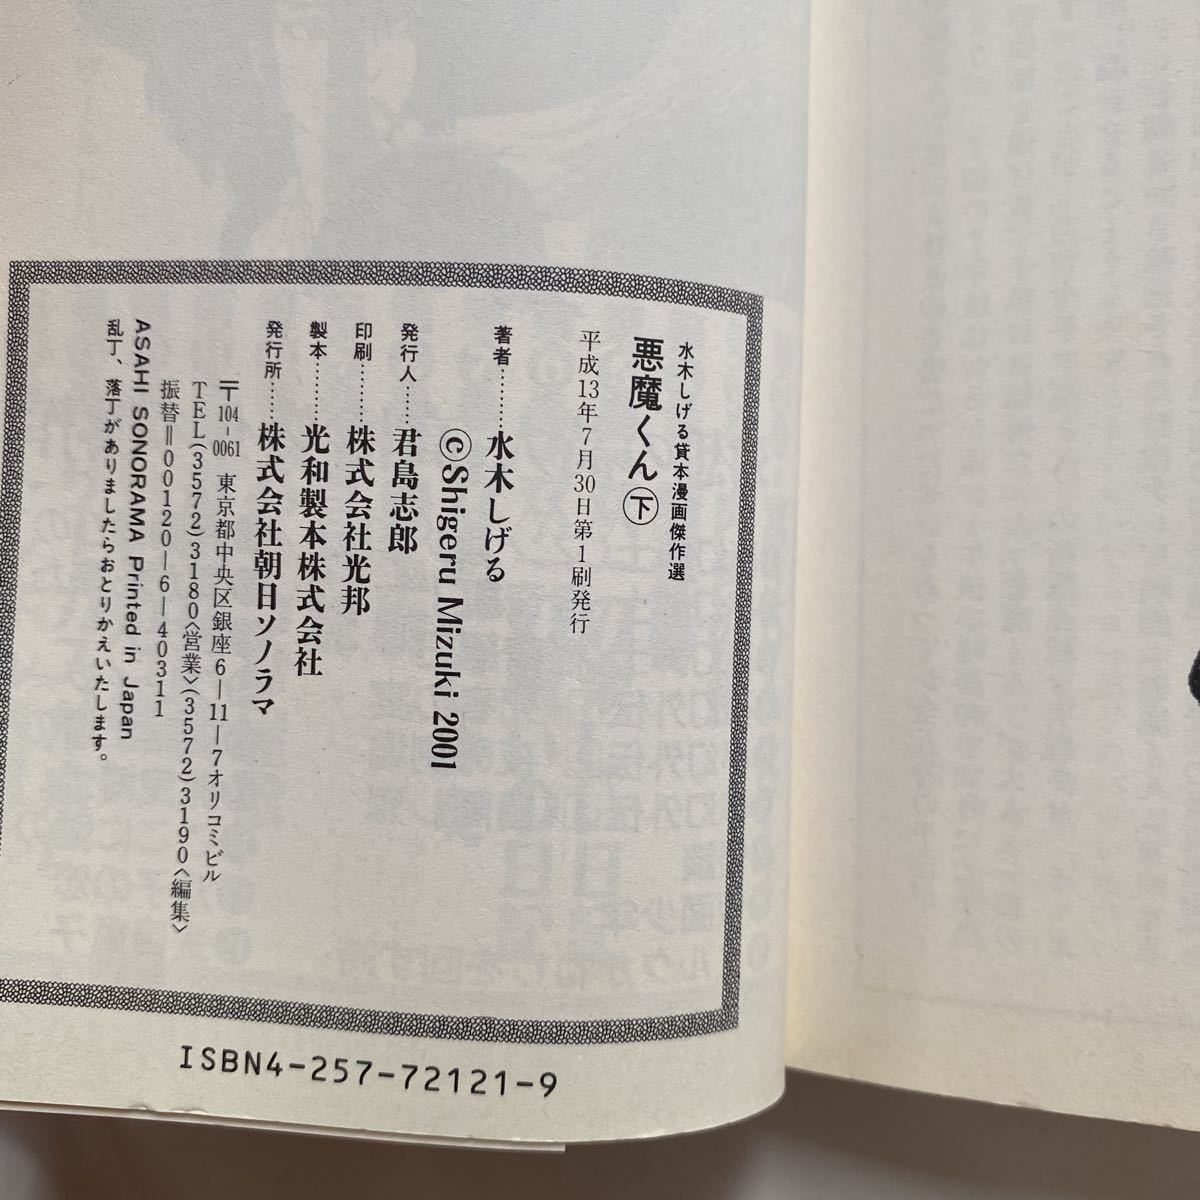 水木しげる貸本漫画傑作選
悪魔くん㊦
平成13年7月30日第1刷発行
著者………水木しげる
©Shigeru Mizuki 2001
発行人……君島志郎
印刷………株式会社光邦
製本………光和製本株式会社
発行所……株式会社朝日ソノラマ
〒104-0061 東京都中央区銀座6—11—7オリコミビル
TEL(3572)3180<営業>(3572)3190<編集>
振替=00120—6—40311
ASAHI SONORAMA Printed in Japan
乱丁、落丁がありましたらおとりかえいたします。
ISBN4-257-72121-9